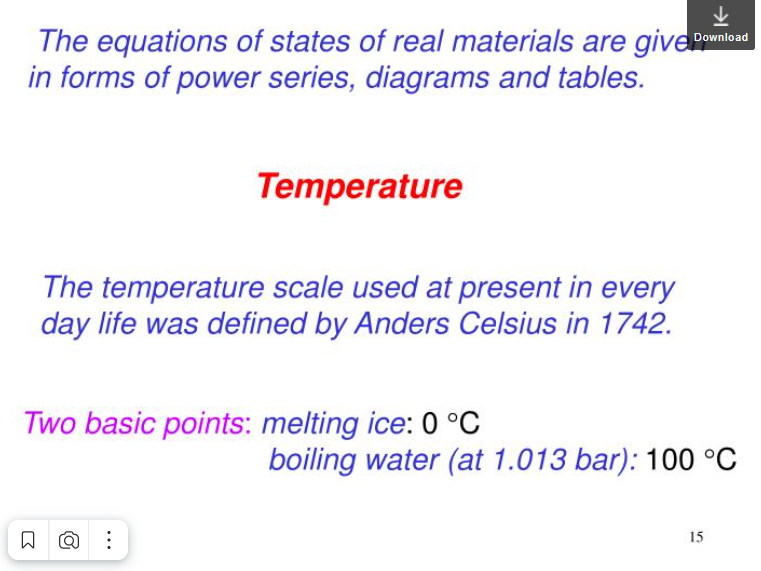 The equations of states of real materials are given
in forms of power series, diagrams and tables.
Download
Temperature
The temperature scale used at present in every
day life was defined by Anders Celsius in 1742.
Two basic points: melting ice: 0 °C
boiling water (at 1.013 bar): 100 °C
15